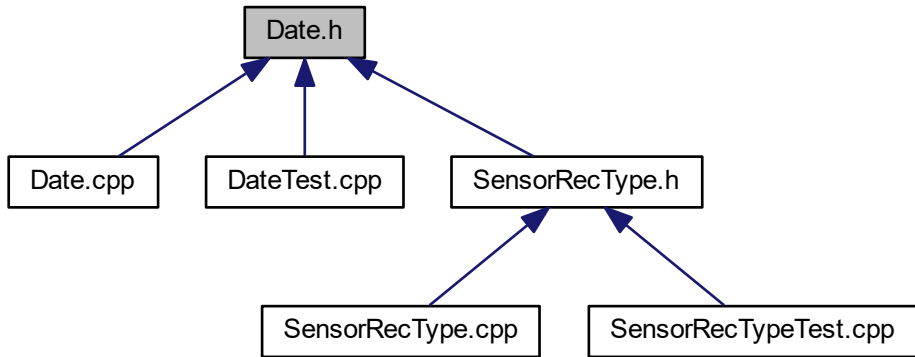 Date.h
Date.cpp
DateTest.cpp
SensorRecType.h
SensorRecType.cpp
SensorRecTypeTest.cpp